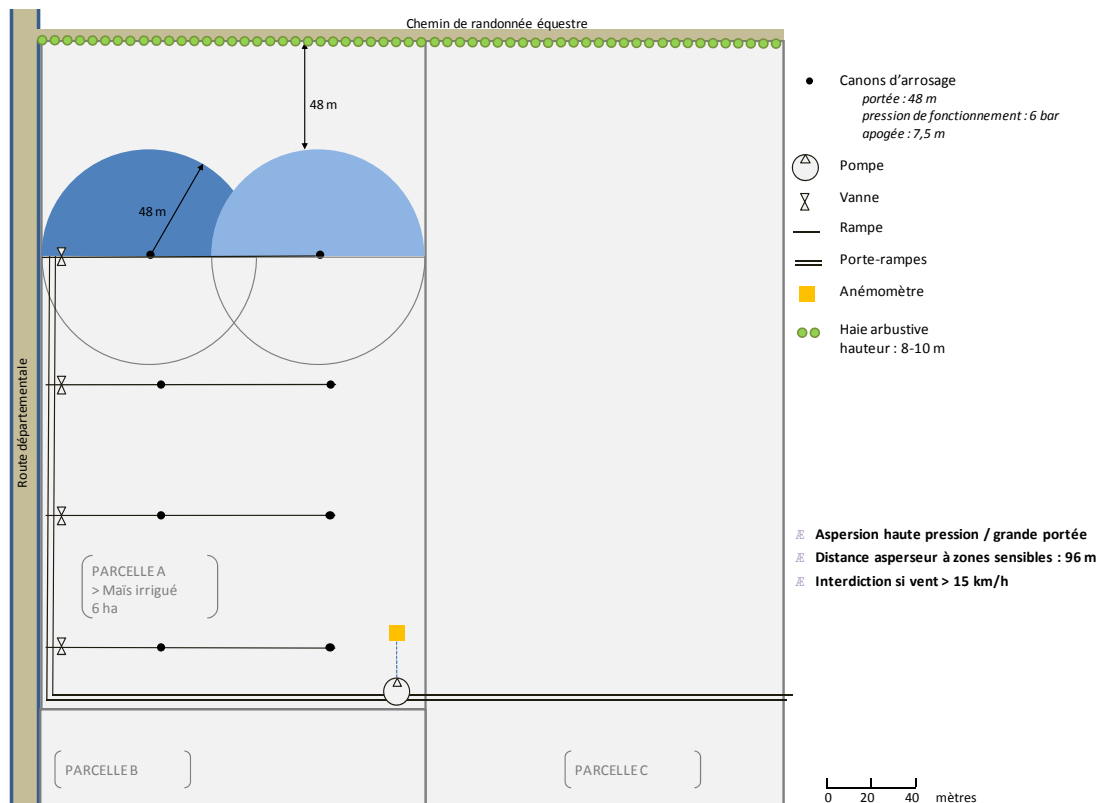 Chemin de randonnée équestre
48 m
48 m
Route départementale
PARCELLE A
> Maïs irrigué
6 ha
PARCELLE B
PARCELLE C
Canons d'arrosage
portée : 48 m
pression de fonctionnement : 6 bar
apogée : 7,5 m
Pompe
Vanne
Rampe
Porte-rampes
Anémomètre
Haie arbustive
hauteur : 8-10 m
Æ Aspersion haute pression / grande portée
Æ Distance asperseur à zones sensibles : 96 m
Æ Interdiction si vent > 15 km/h
0 20 40 mètres